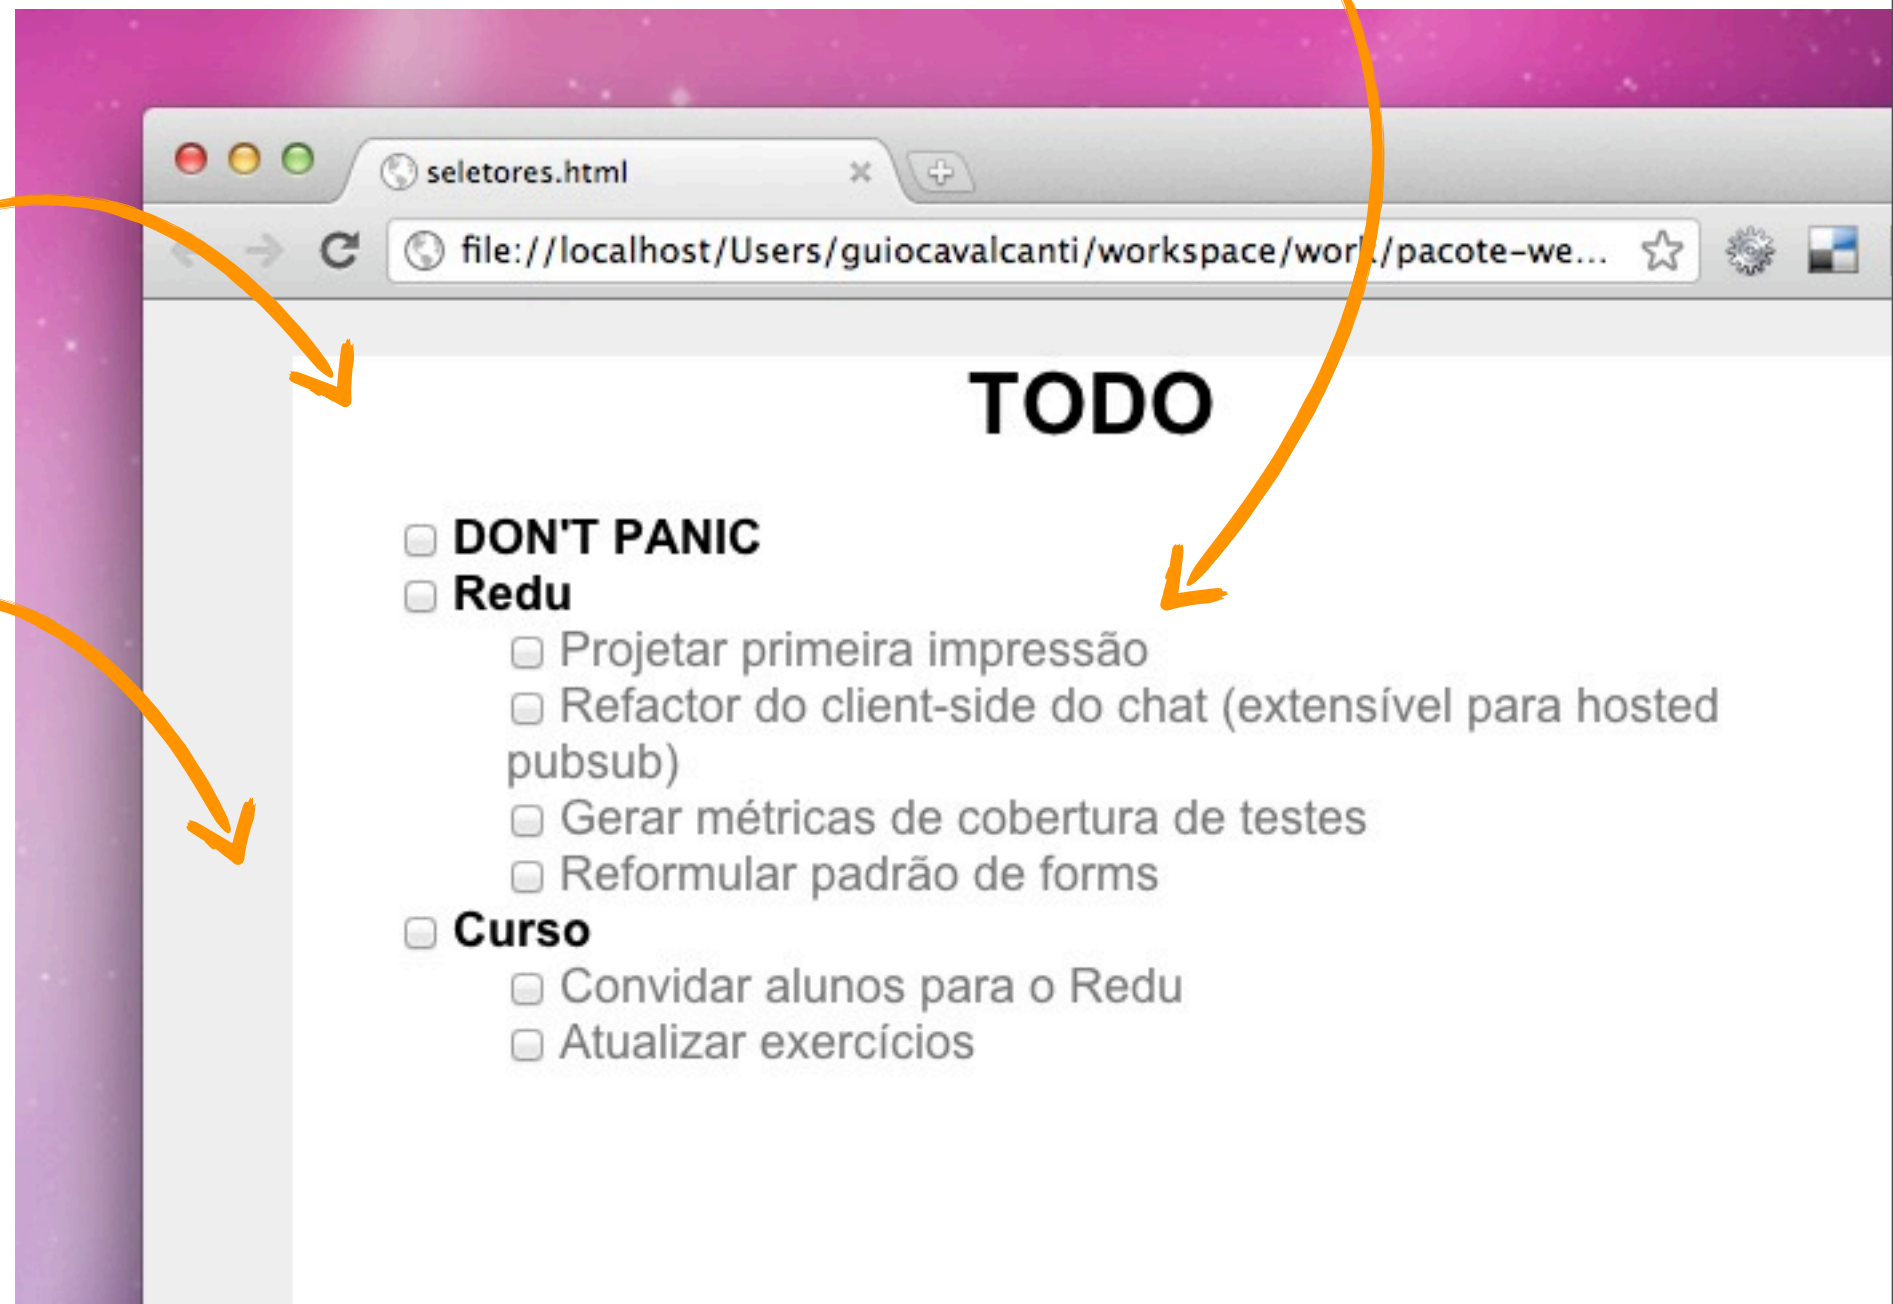 seletores.html
file://localhost/Users/guiocavalcanti/workspace/work/pacote-we...
TODO
DON'T PANIC
Redu
Projetar primeira impressão
Refactor do client-side do chat (extensível para hosted
pubsub)
Gerar métricas de cobertura de testes
Reformular padrão de forms
Curso
Convidar alunos para o Redu
Atualizar exercícios